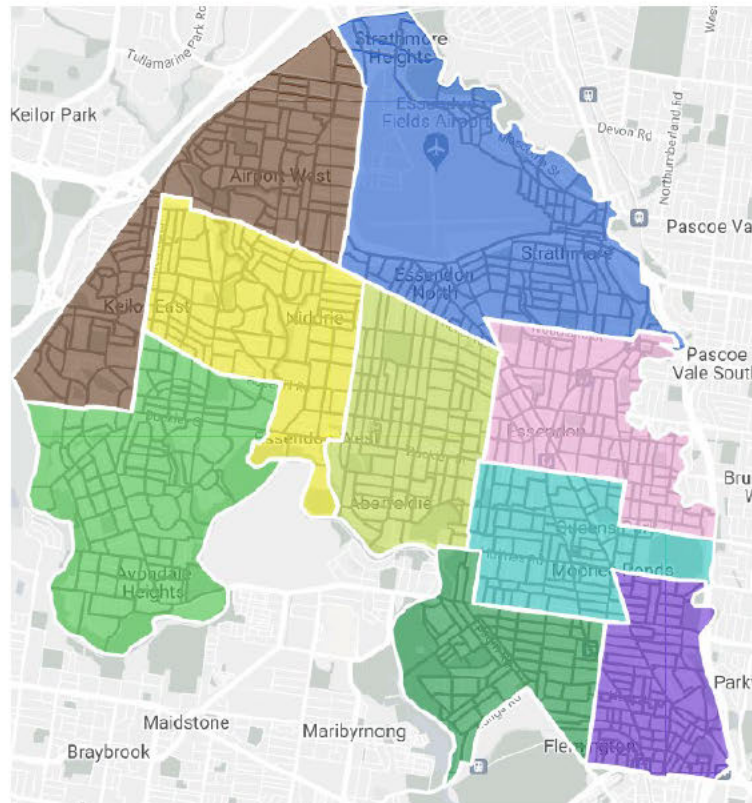 Tullamarine Park Rd
Strathmore
Heights
Keilor Park
Essendon
Fields Airport
Devon Rd
Northumberland Rd
Airport West
Pascoe Va
Strathmore
Essendon
North
Keilor East
Niddrie
Pascoe
Vale South
Essendon
Essendon West
Aberfeldie
Queens Park
Moonee Ponds
Avondale
Heights
Parkv
Maidstone
Maribyrnong
Braybrook
Flemington